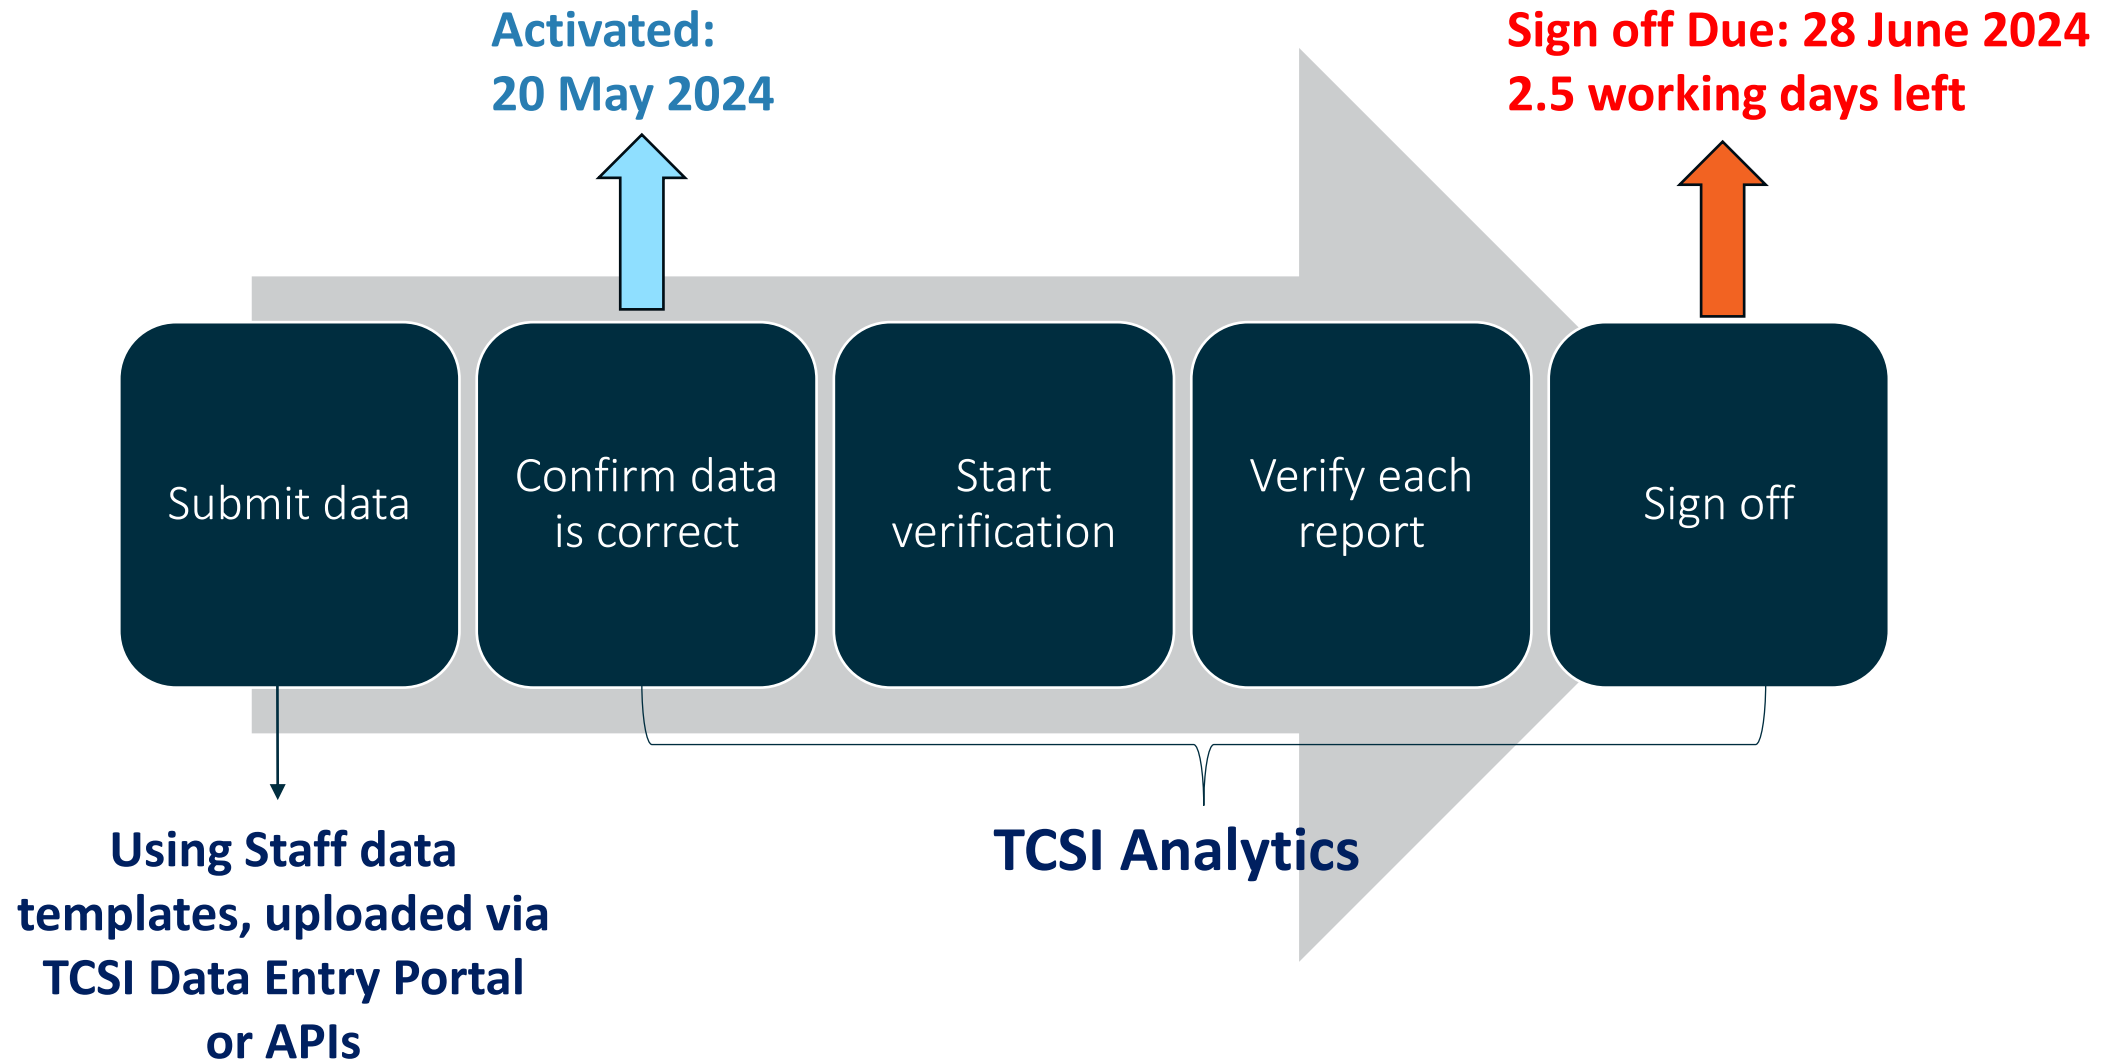 Activated:
20 May 2024
Sign off Due: 28 June 2024
2.5 working days left
Submit data
Confirm data
is correct
Start
verification
Verify each
report
Sign off
Using Staff data
templates, uploaded via
TCSI Data Entry Portal
or APIs
TCSI Analytics